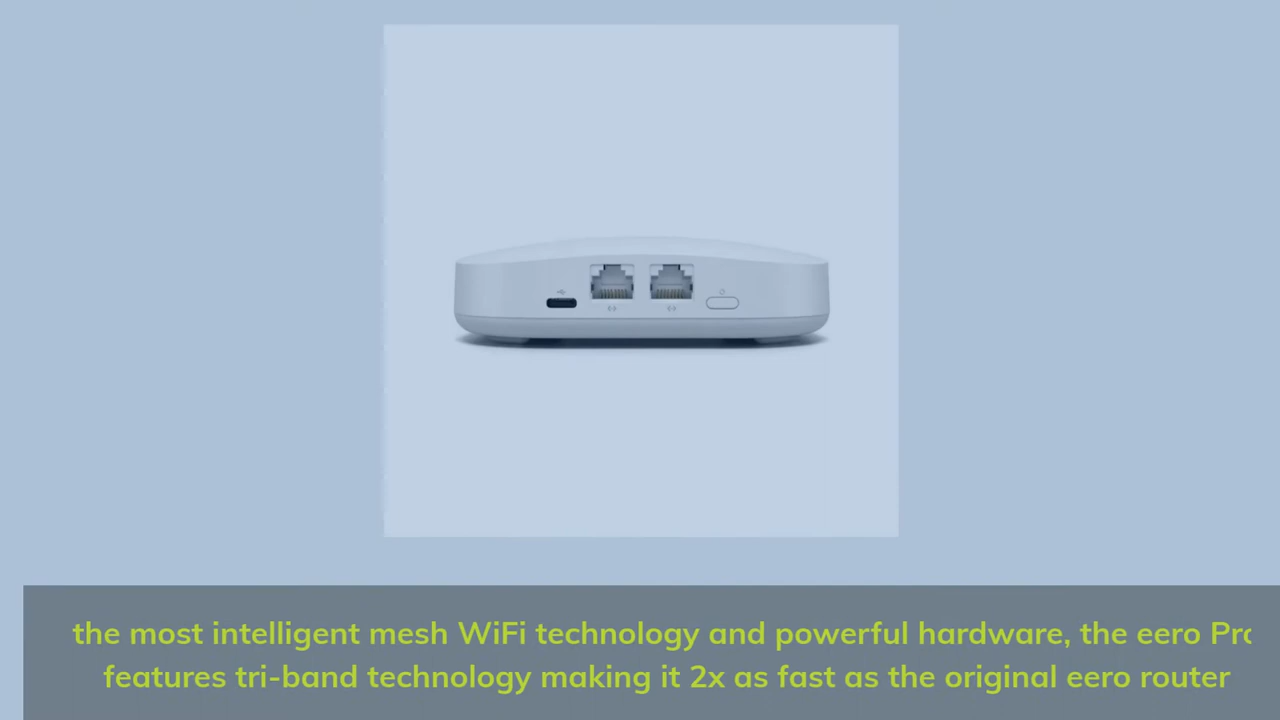 the most intelligent mesh WiFi technology and powerful hardware, the eero Pro
features tri-band technology making it 2x as fast as the original eero router